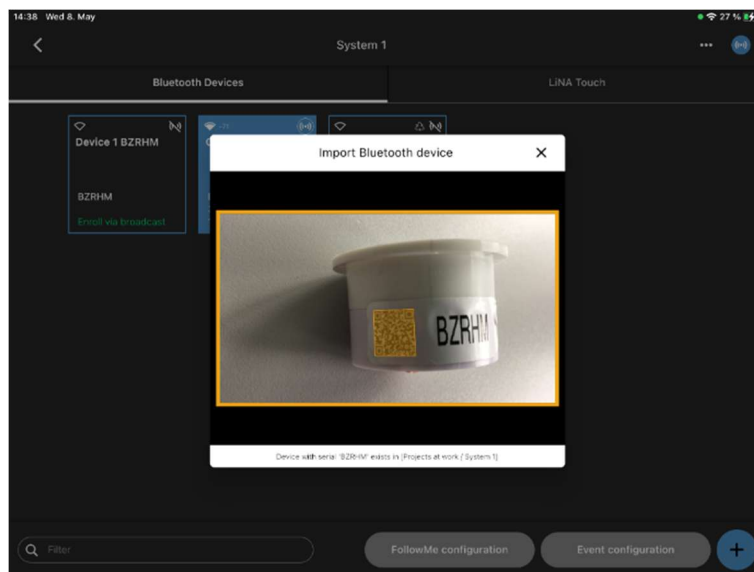 14:38 Wed 8. May
27 %
System 1
Bluetooth Devices
LiNA Touch
Device 1 BZRHM
BZRHM
Enroll via broadcast
Import Bluetooth device
BZRHM
Device with serial 'BZRHM' exists in [Projects at work / System 1]
Filter
FollowMe configuration
Event configuration